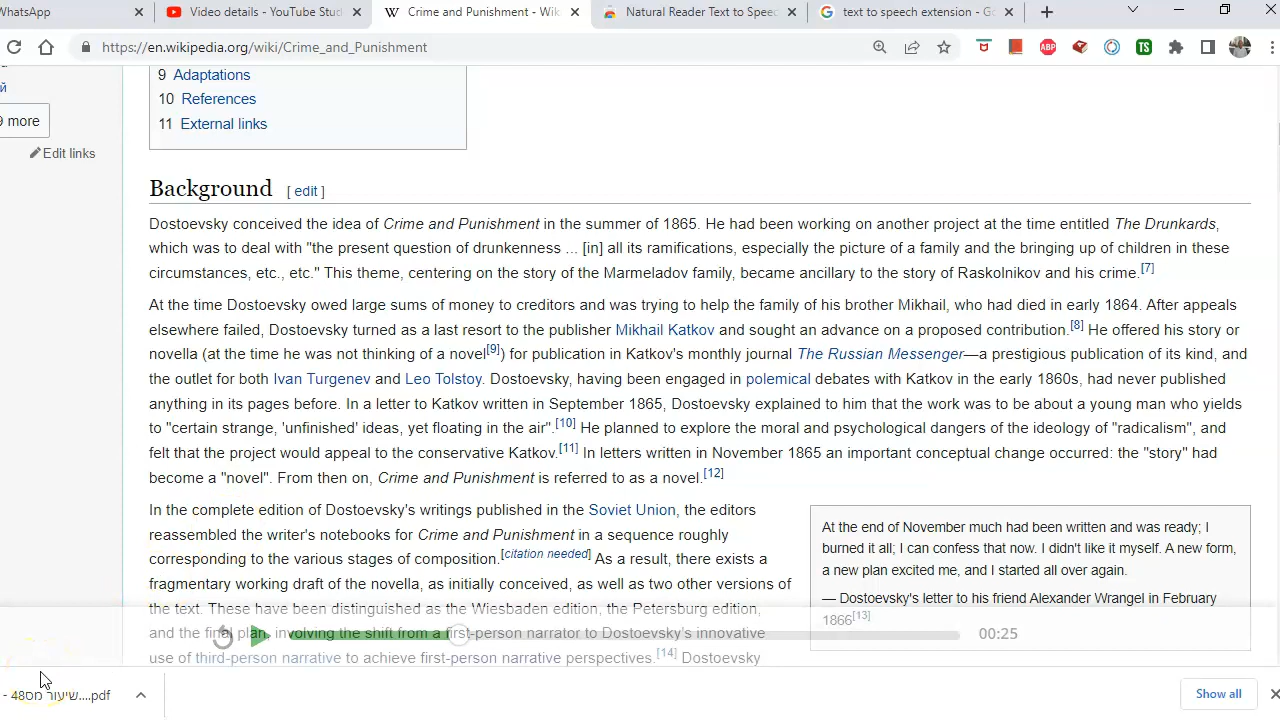 WhatsApp
Video details - YouTube Stud
Crime and Punishment - Wik
Natural Reader Text to Speec
text to speech extension - Go
https://en.wikipedia.org/wiki/Crime_and_Punishment
ABP
TS
9 Adaptations
10 References
11 External links
й
9 more
Edit links
Background [ edit ]
Dostoevsky conceived the idea of Crime and Punishment in the summer of 1865. He had been working on another project at the time entitled The Drunkards,
which was to deal with "the present question of drunkenness ... [in] all its ramifications, especially the picture of a family and the bringing up of children in these
circumstances, etc., etc." This theme, centering on the story of the Marmeladov family, became ancillary to the story of Raskolnikov and his crime.[7]
At the time Dostoevsky owed large sums of money to creditors and was trying to help the family of his brother Mikhail, who had died in early 1864. After appeals
elsewhere failed, Dostoevsky turned as a last resort to the publisher Mikhail Katkov and sought an advance on a proposed contribution.[8] He offered his story or
novella (at the time he was not thinking of a novel[9]) for publication in Katkov's monthly journal The Russian Messenger—a prestigious publication of its kind, and
the outlet for both Ivan Turgenev and Leo Tolstoy. Dostoevsky, having been engaged in polemical debates with Katkov in the early 1860s, had never published
anything in its pages before. In a letter to Katkov written in September 1865, Dostoevsky explained to him that the work was to be about a young man who yields
to "certain strange, 'unfinished' ideas, yet floating in the air".[10] He planned to explore the moral and psychological dangers of the ideology of "radicalism", and
felt that the project would appeal to the conservative Katkov.[11] In letters written in November 1865 an important conceptual change occurred: the "story" had
become a "novel". From then on, Crime and Punishment is referred to as a novel.[12]
In the complete edition of Dostoevsky's writings published in the Soviet Union, the editors
reassembled the writer's notebooks for Crime and Punishment in a sequence roughly
corresponding to the various stages of composition.[citation needed] As a result, there exists a
fragmentary working draft of the novella, as initially conceived, as well as two other versions of
the text. These have been distinguished as the Wiesbaden edition, the Petersburg edition,
and the final plan, involving the shift from a first-person narrator to Dostoevsky's innovative
use of third-person narrative to achieve first-person narrative perspectives.[14] Dostoevsky
At the end of November much had been written and was ready; I
burned it all; I can confess that now. I didn't like it myself. A new form,
a new plan excited me, and I started all over again.
— Dostoevsky's letter to his friend Alexander Wrangel in February
1866[13]
00:25
- 48שיעור מס....pdf
Show all